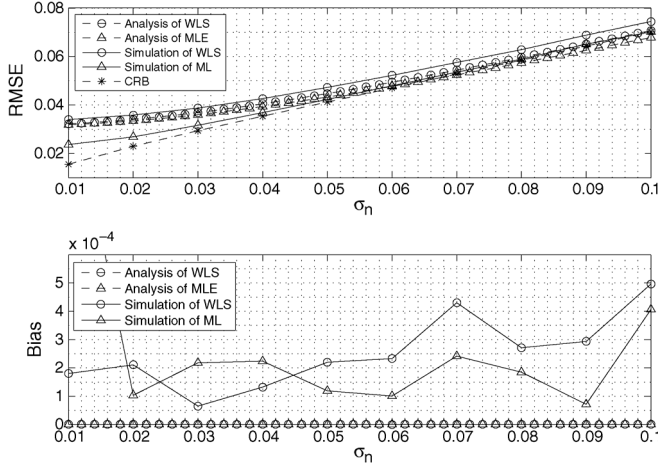 0.08
0.06
0.04
0.02
RMSE
Analysis of WLS
Analysis of MLE
Simulation of WLS
Simulation of ML
CRB
0.01 0.02 0.03 0.04 0.05 0.06 0.07 0.08 0.09 0.1
σn
x 10⁻⁴
6
5
4
3
2
1
0
Bias
Analysis of WLS
Analysis of MLE
Simulation of WLS
Simulation of ML
0.01 0.02 0.03 0.04 0.05 0.06 0.07 0.08 0.09 0.1
σn